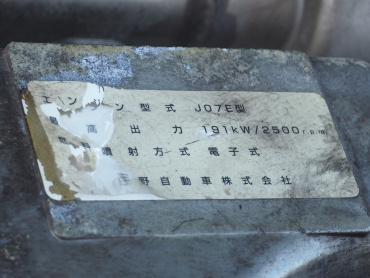 エンジン型式 J07E型
最高出力 191kW/2500r.p.m
燃料噴射方式 電子式
日野自動車株式会社